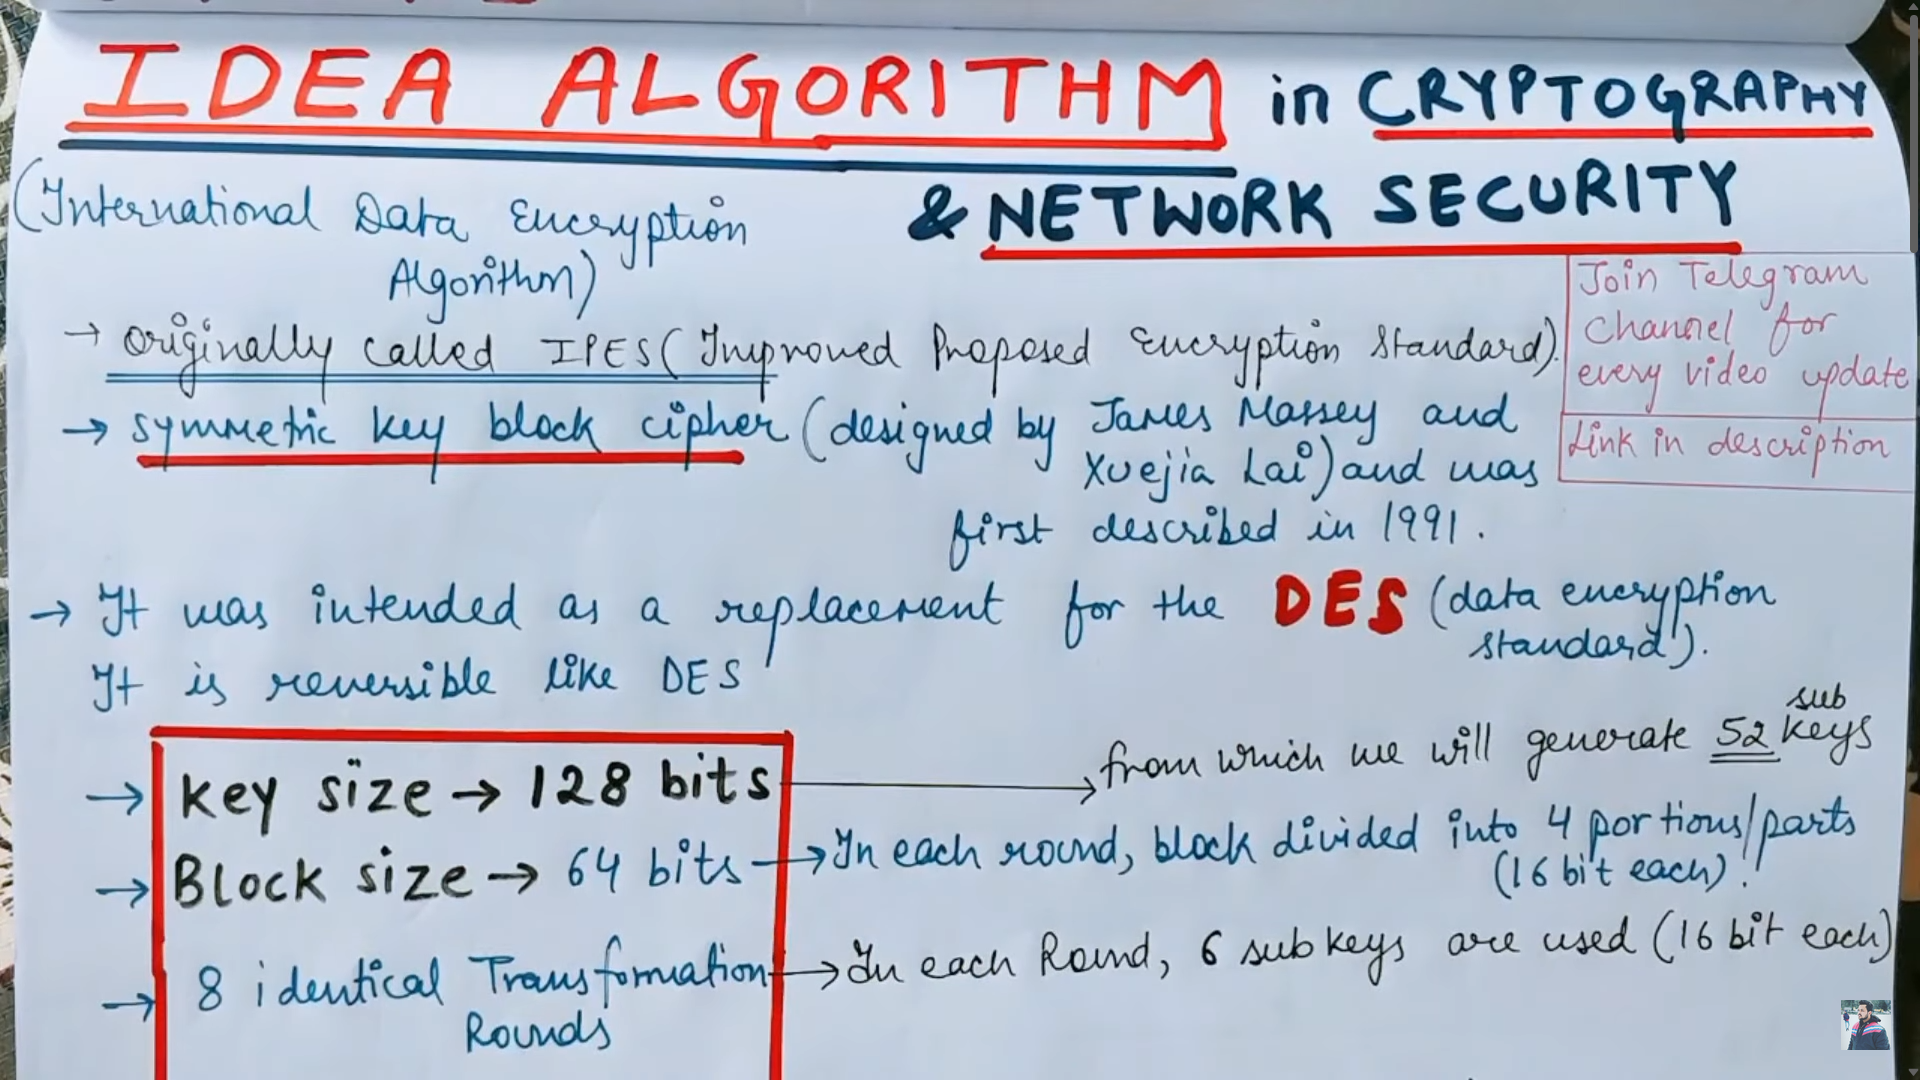 IDEA ALGORITHM in CRYPTOGRAPHY
& NETWORK SECURITY
(International Data Encryption
Algorithm)
Join Telegram
Channel for
every video update
Link in description
→ Originally called IPES (Improved Proposed Encryption Standard).
→ symmetric key block cipher (designed by James Massey and
Xuejia Lai) and was
first described in 1991.
→ It was intended as a replacement for the DES (data encryption
standard).
It is reversible like DES
→ Key size → 128 bits → from which we will generate 52 sub keys
→ Block size → 64 bits → In each round, block divided into 4 portions/parts
(16 bit each).
→ 8 identical Transformation → In each Round, 6 subkeys are used (16 bit each)
Rounds